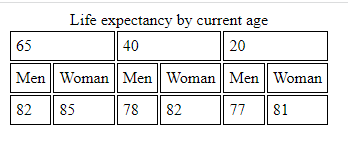 Life expectancy by current age
65 40 20
Men Woman Men Woman Men Woman
82 85 78 82 77 81